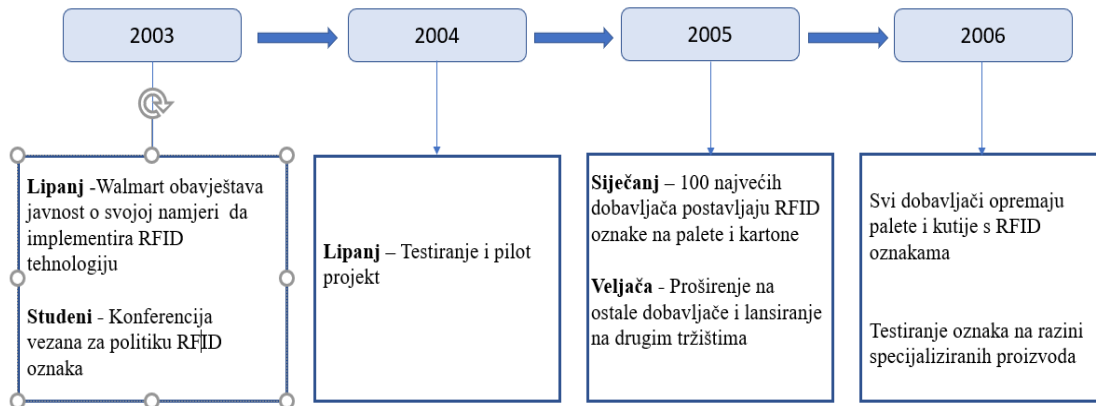 2003
2004
2005
2006
Lipanj -Walmart obavještava
javnost o svojoj namjeri da
implementira RFID
tehnologiju
Studeni - Konferencija
vezana za politiku RFID
oznaka
Lipanj – Testiranje i pilot
projekt
Siječanj – 100 najvećih
dobavljača postavljaju RFID
oznake na palete i kartone
Veljača - Proširenje na
ostale dobavljače i lansiranje
na drugim tržištima
Svi dobavljači opremaju
palete i kutije s RFID
oznakama
Testiranje oznaka na razini
specijaliziranih proizvoda